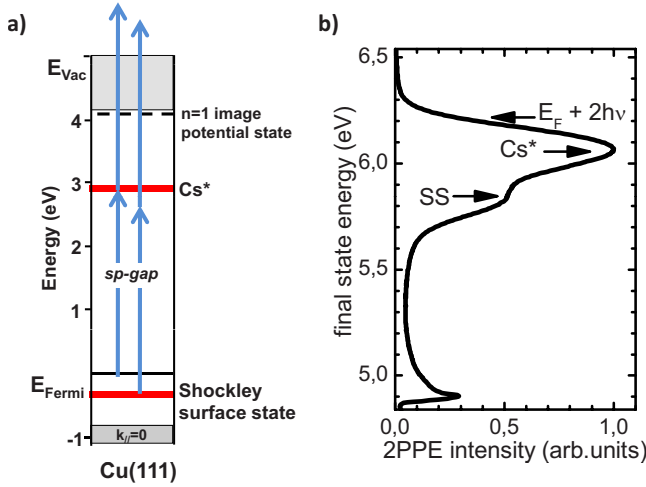 a)
E_Vac
n=1 image
potential state
4
3
Cs*
2
Energy (eV)
sp-gap
1
E_Fermi
Shockley
surface state
-1
k_//=0
Cu(111)
b)
6,5
E_F + 2hν
Cs*
6,0
SS
final state energy (eV)
5,5
5,0
0,0 0,5 1,0
2PPE intensity (arb.units)